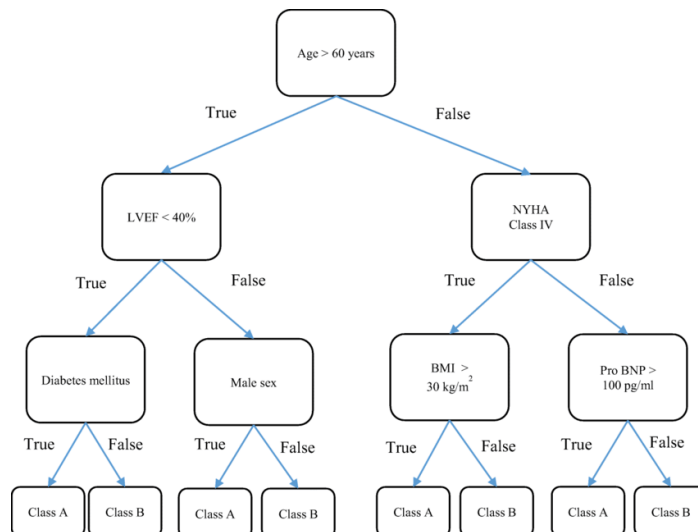 Age > 60 years
True
False
LVEF < 40%
NYHA
Class IV
True
False
True
False
Diabetes mellitus
Male sex
BMI >
30 kg/m²
Pro BNP >
100 pg/ml
True
False
True
False
True
False
True
False
Class A
Class B
Class A
Class B
Class A
Class B
Class A
Class B